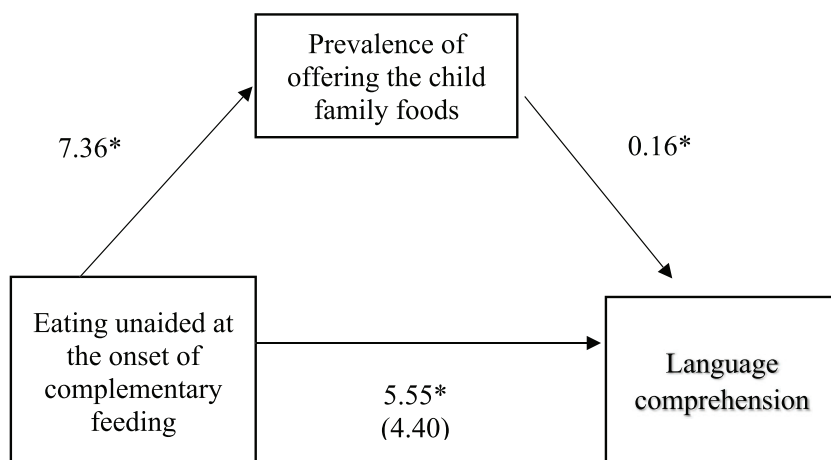 Prevalence of
offering the child
family foods
7.36*
0.16*
Eating unaided at
the onset of
complementary
feeding
5.55*
(4.40)
Language
comprehension